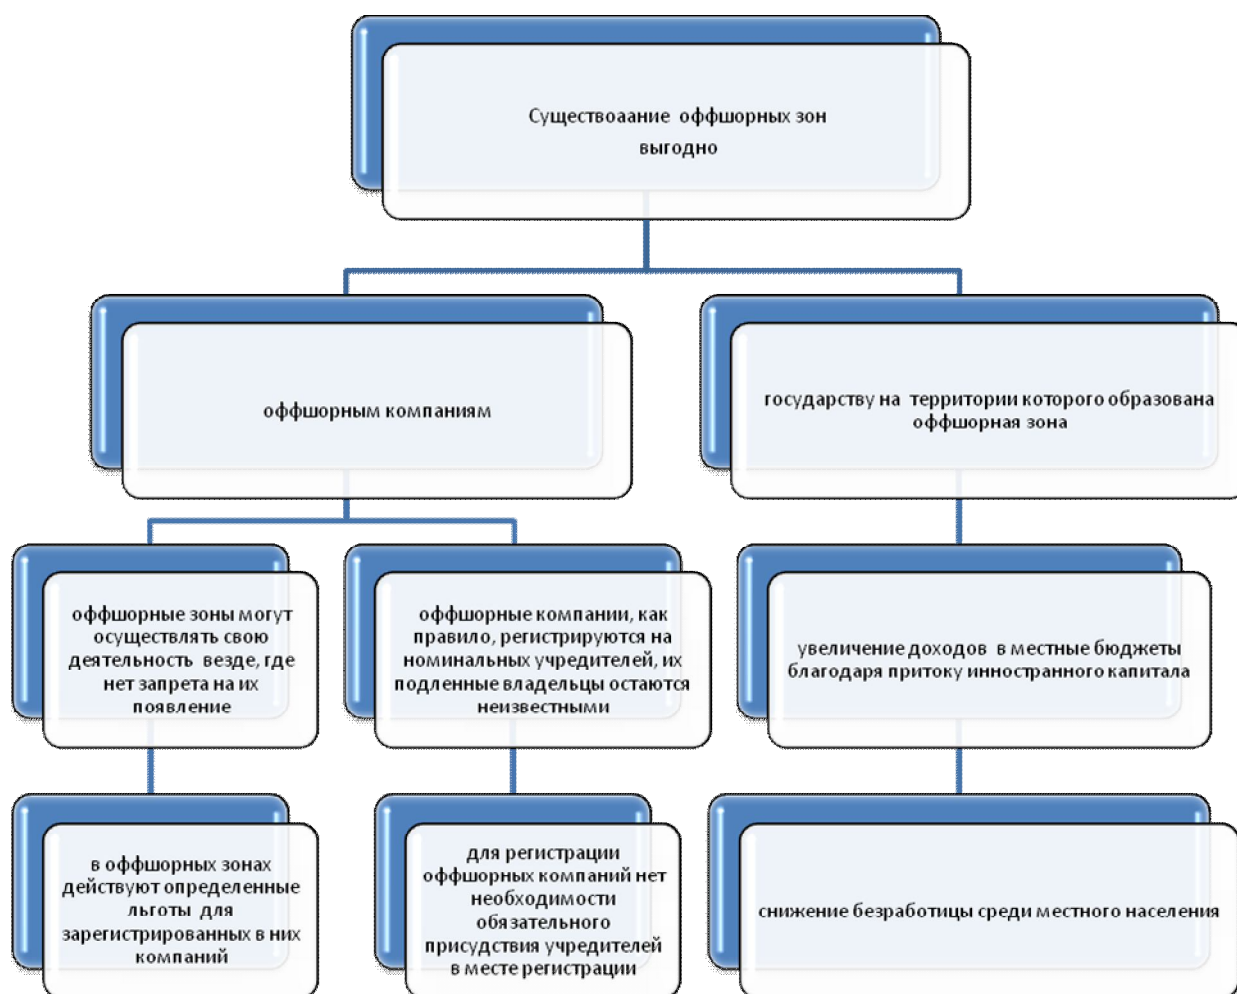 Существоаание оффшорных зон
выгодно
оффшорным компаниям
государству на территории которого образована
оффшорная зона
оффшорные зоны могут
осуществлять свою
деятельность везде, где
нет запрета на их
появление
оффшорные компании, как
правило, регистрируются на
номинальных учредителей, их
подленные владельцы остаются
неизвестными
увеличение доходов в местные бюджеты
благодаря притоку инностранного капитала
в оффшорных зонах
действуют определенные
льготы для
зарегистрированных в них
компаний
для регистрации
оффшорных компаний нет
необходимости
обязательного
присудствия учредителей
в месте регистрации
снижение безработицы среди местного населения